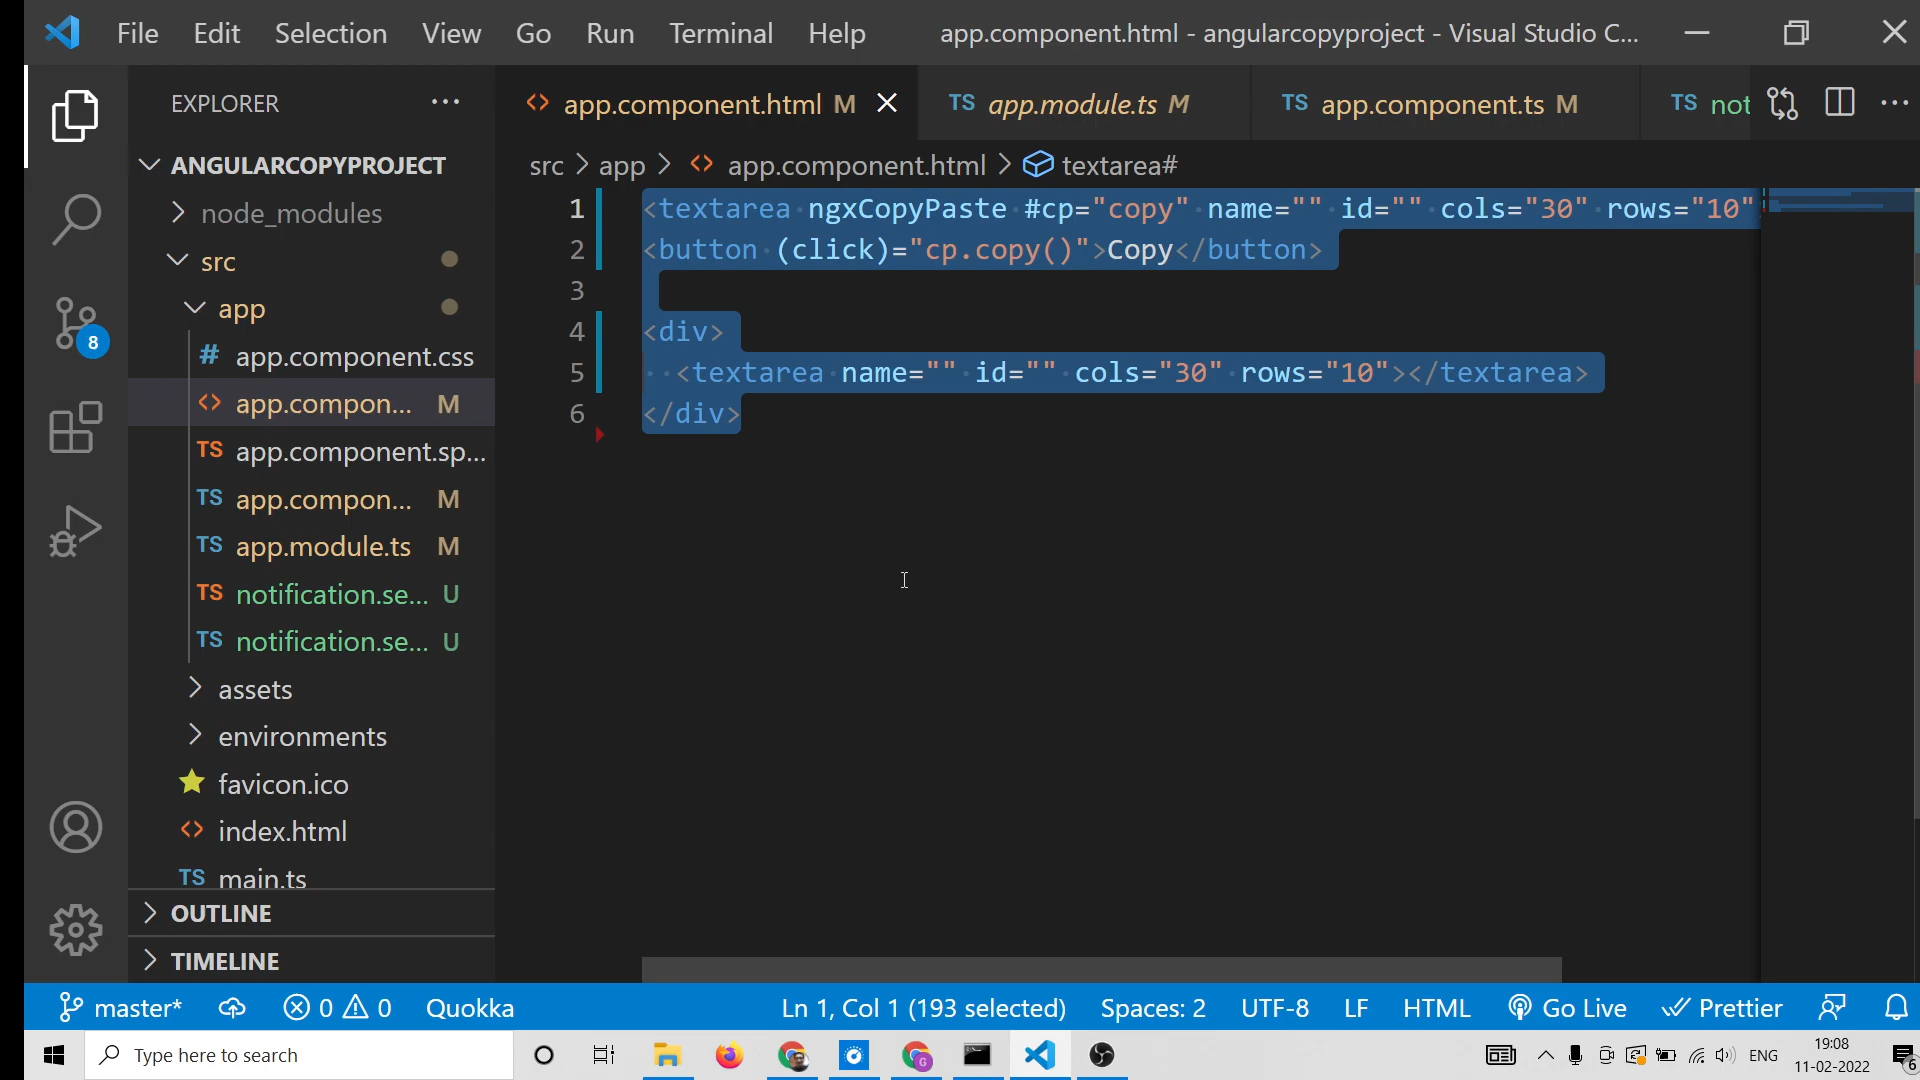 File Edit Selection View Go Run Terminal Help app.component.html - angularcopyproject - Visual Studio C...
EXPLORER ...
app.component.html M
TS app.module.ts M
TS app.component.ts M
TS not
ANGULARCOPYPROJECT
src > app > app.component.html > textarea#
node_modules
src
app
# app.component.css
app.compon... M
TS app.component.sp...
TS app.compon... M
TS app.module.ts M
TS notification.se... U
TS notification.se... U
assets
environments
favicon.ico
index.html
TS main.ts
OUTLINE
TIMELINE
8
1 <textarea ngxCopyPaste #cp="copy" name="" id="" cols="30" rows="10"
2 <button (click)="cp.copy()">Copy</button>
3
4 <div>
5 <textarea name="" id="" cols="30" rows="10"></textarea>
6 </div>
master* 0 0 Quokka Ln 1, Col 1 (193 selected) Spaces: 2 UTF-8 LF HTML Go Live Prettier
Type here to search
G
ENG
19:08
11-02-2022
6